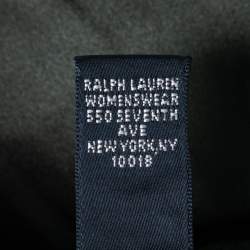 RALPH LAUREN
WOMENSWEAR
550 SEVENTH
AVE
NEW YORK,NY
10018